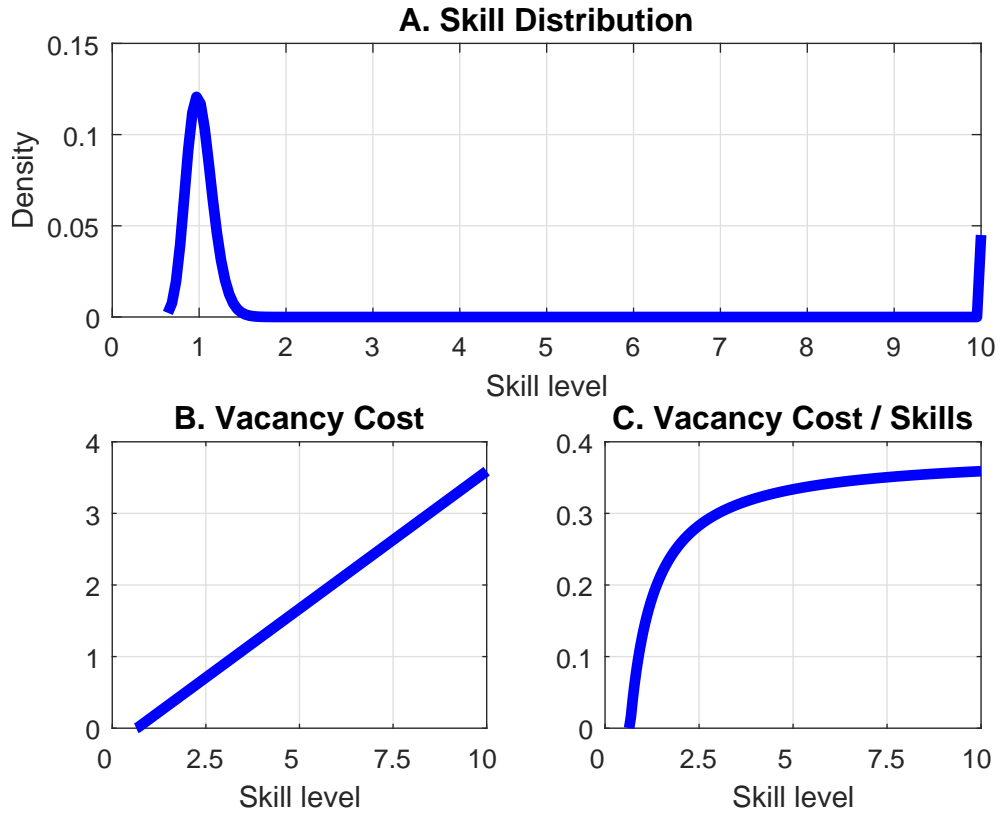 A. Skill Distribution
0.15
0.1
0.05
0
Density
0 1 2 3 4 5 6 7 8 9 10
Skill level
B. Vacancy Cost
4
3
2
1
0
0 2.5 5 7.5 10
Skill level
C. Vacancy Cost / Skills
0.4
0.3
0.2
0.1
0
0 2.5 5 7.5 10
Skill level